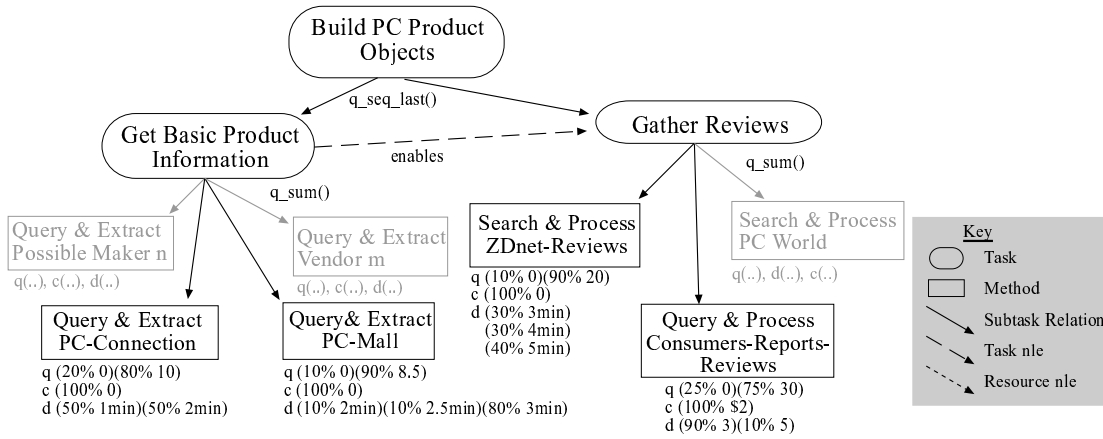 Build PC Product
Objects
q_seq_last()
Get Basic Product
Information
enables
Gather Reviews
q_sum()
q_sum()
Query & Extract
Possible Maker n
q(..), c(..), d(..)
Query & Extract
Vendor m
q(..), c(..), d(..)
Search & Process
ZDnet-Reviews
q (10% 0)(90% 20)
c (100% 0)
d (30% 3min)
(30% 4min)
(40% 5min)
Search & Process
PC World
q(..), d(..), c(..)
Query & Extract
PC-Connection
q (20% 0)(80% 10)
c (100% 0)
d (50% 1min)(50% 2min)
Query& Extract
PC-Mall
q (10% 0)(90% 8.5)
c (100% 0)
d (10% 2min)(10% 2.5min)(80% 3min)
Query & Process
Consumers-Reports-
Reviews
q (25% 0)(75% 30)
c (100% $2)
d (90% 3)(10% 5)
Key
Task
Method
Subtask Relation
Task nle
Resource nle